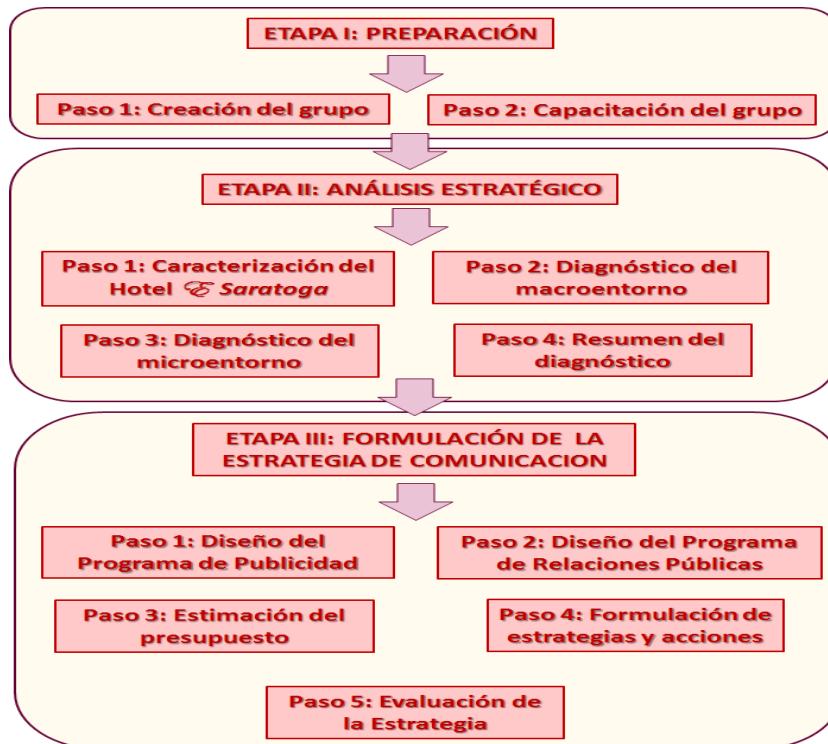 ETAPA I: PREPARACIÓN
Paso 1: Creación del grupo
Paso 2: Capacitación del grupo
ETAPA II: ANÁLISIS ESTRATÉGICO
Paso 1: Caracterización del
Hotel E Saratoga
Paso 2: Diagnóstico del
macroentorno
Paso 3: Diagnóstico del
microentorno
Paso 4: Resumen del
diagnóstico
ETAPA III: FORMULACIÓN DE LA
ESTRATEGIA DE COMUNICACION
Paso 1: Diseño del
Programa de Publicidad
Paso 2: Diseño del Programa
de Relaciones Públicas
Paso 3: Estimación del
presupuesto
Paso 4: Formulación de
estrategias y acciones
Paso 5: Evaluación de
la Estrategia